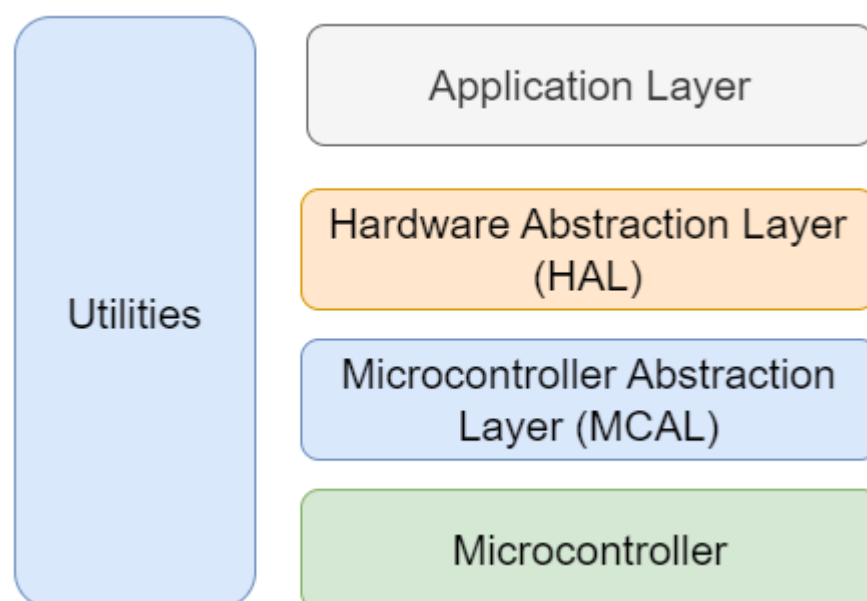 Utilities
Application Layer
Hardware Abstraction Layer
(HAL)
Microcontroller Abstraction
Layer (MCAL)
Microcontroller